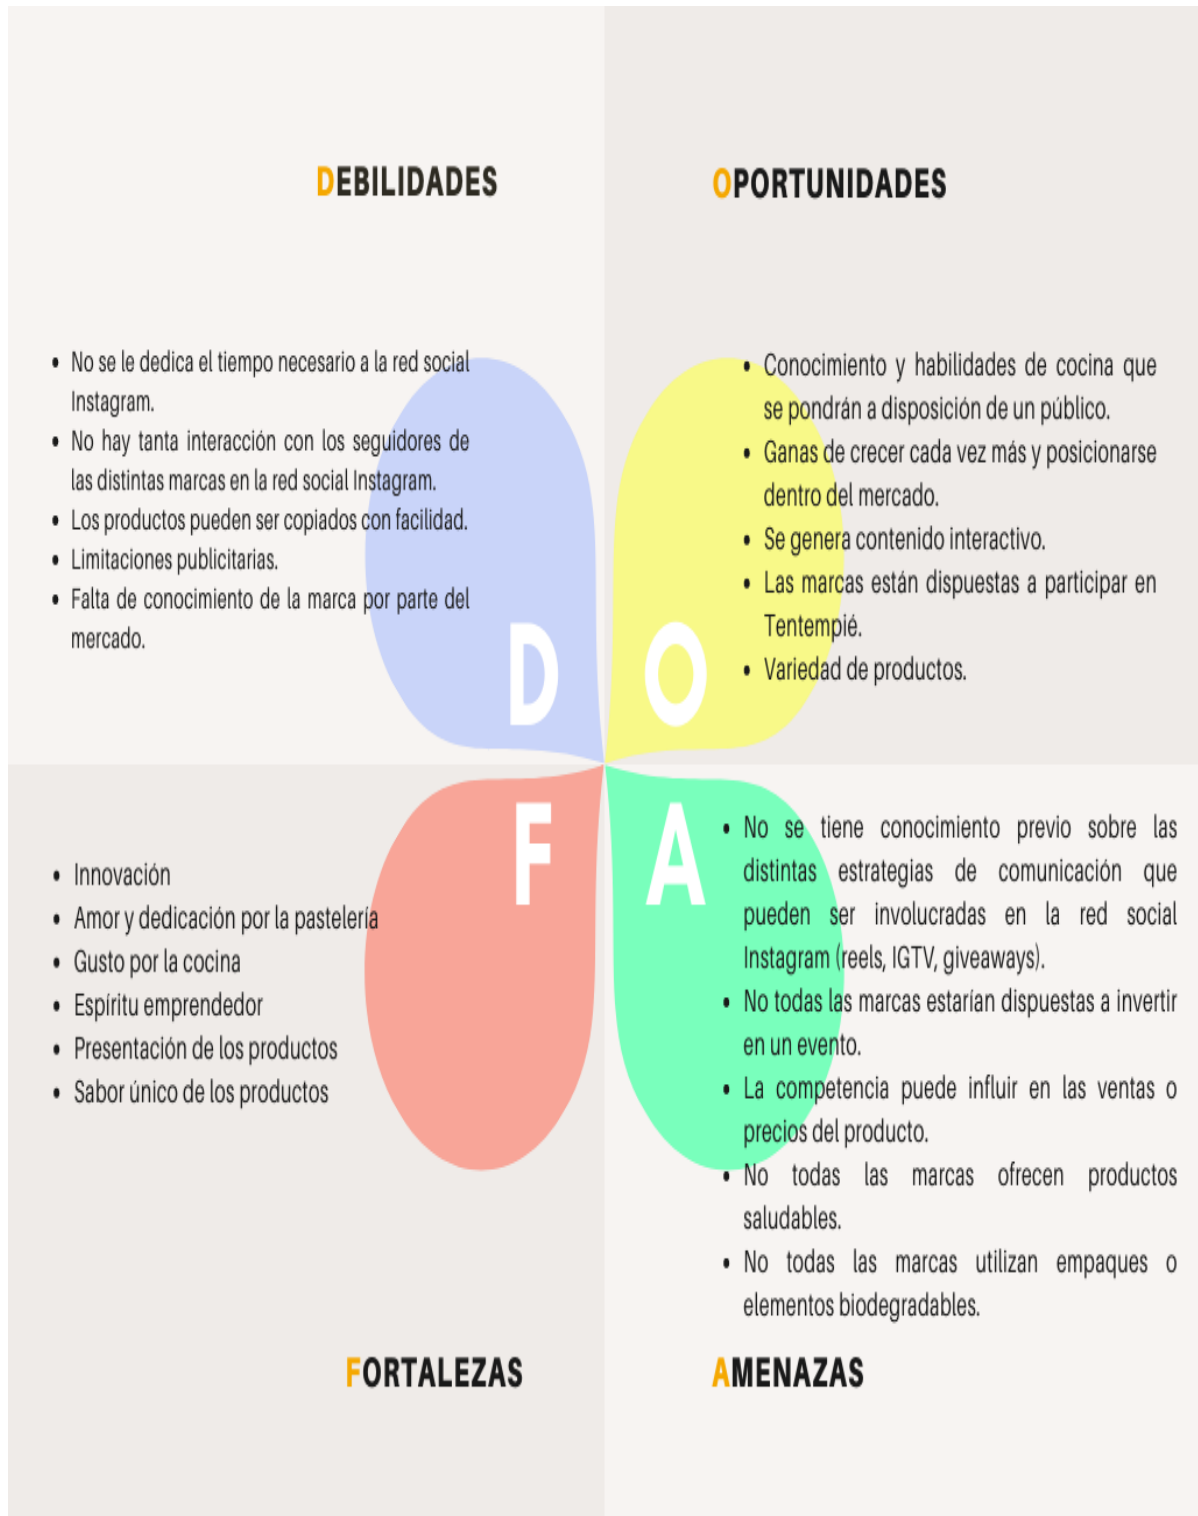 DEBILIDADES
No se le dedica el tiempo necesario a la red social
Instagram.
No hay tanta interacción con los seguidores de
las distintas marcas en la red social Instagram.
Los productos pueden ser copiados con facilidad.
Limitaciones publicitarias.
Falta de conocimiento de la marca por parte del
mercado.
D
OPORTUNIDADES
Conocimiento y habilidades de cocina que
se pondrán a disposición de un público.
Ganas de crecer cada vez más y posicionarse
dentro del mercado.
Se genera contenido interactivo.
Las marcas están dispuestas a participar en
Tentempié.
Variedad de productos.
O
F
Innovación
Amor y dedicación por la pastelería
Gusto por la cocina
Espíritu emprendedor
Presentación de los productos
Sabor único de los productos
FORTALEZAS
A
No se tiene conocimiento previo sobre las
distintas estrategias de comunicación que
pueden ser involucradas en la red social
Instagram (reels, IGTV, giveaways).
No todas las marcas estarían dispuestas a invertir
en un evento.
La competencia puede influir en las ventas o
precios del producto.
No todas las marcas ofrecen productos
saludables.
No todas las marcas utilizan empaques o
elementos biodegradables.
AMENAZAS